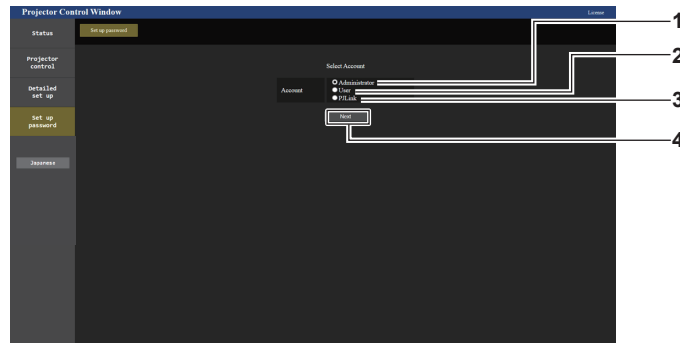 Projector Control Window
License
Status
Set up password
Projector
control
Detailed
set up
Set up
password
Japanese
Select Account
Account
Administrator
User
PJLink
Next
1
2
3
4